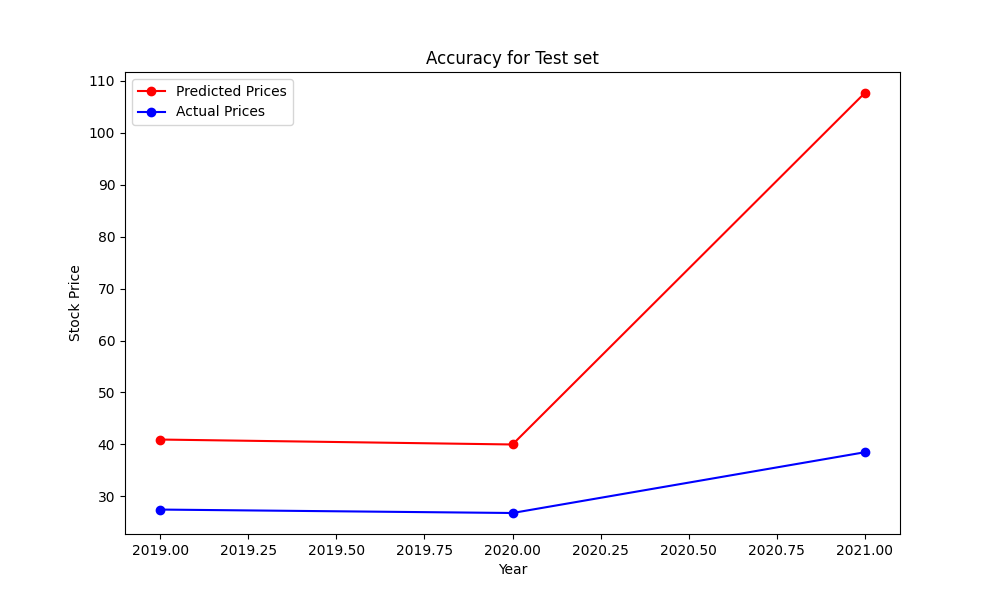 Accuracy for Test set
Predicted Prices
Actual Prices
Stock Price
110
100
90
80
70
60
50
40
30
2019.00 2019.25 2019.50 2019.75 2020.00 2020.25 2020.50 2020.75 2021.00
Year